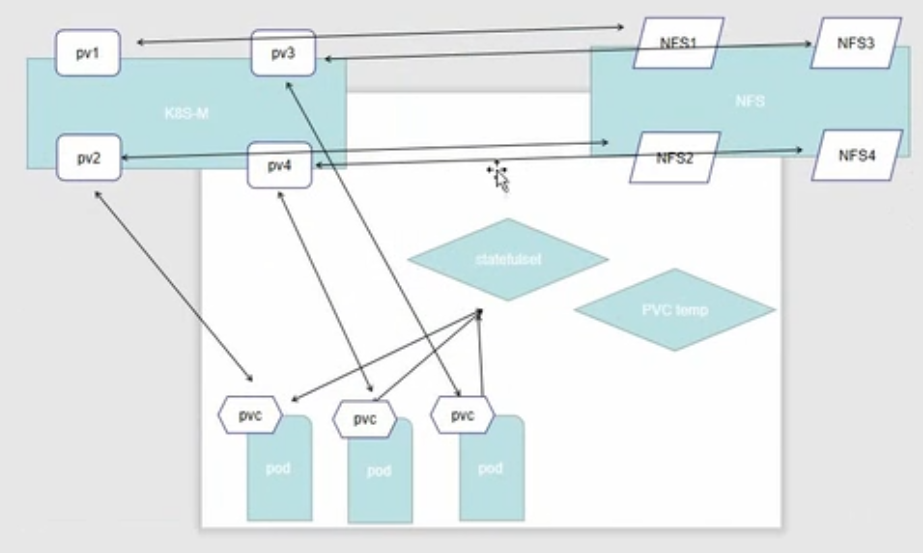 pv1
pv3
NFS1
NFS3
K8S-M
NFS
pv2
pv4
NFS2
NFS4
statefulset
PVC temp
pvc
pvc
pvc
pod
pod
pod